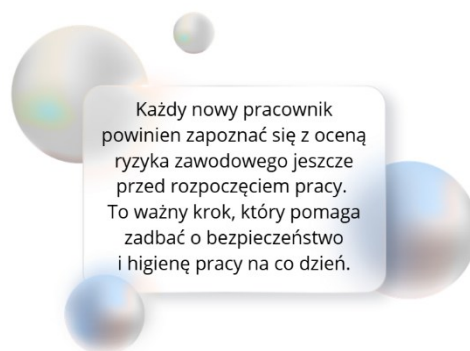 Każdy nowy pracownik
powinien zapoznać się z oceną
ryzyka zawodowego jeszcze
przed rozpoczęciem pracy.
To ważny krok, który pomaga
zadbać o bezpieczeństwo
i higienę pracy na co dzień.